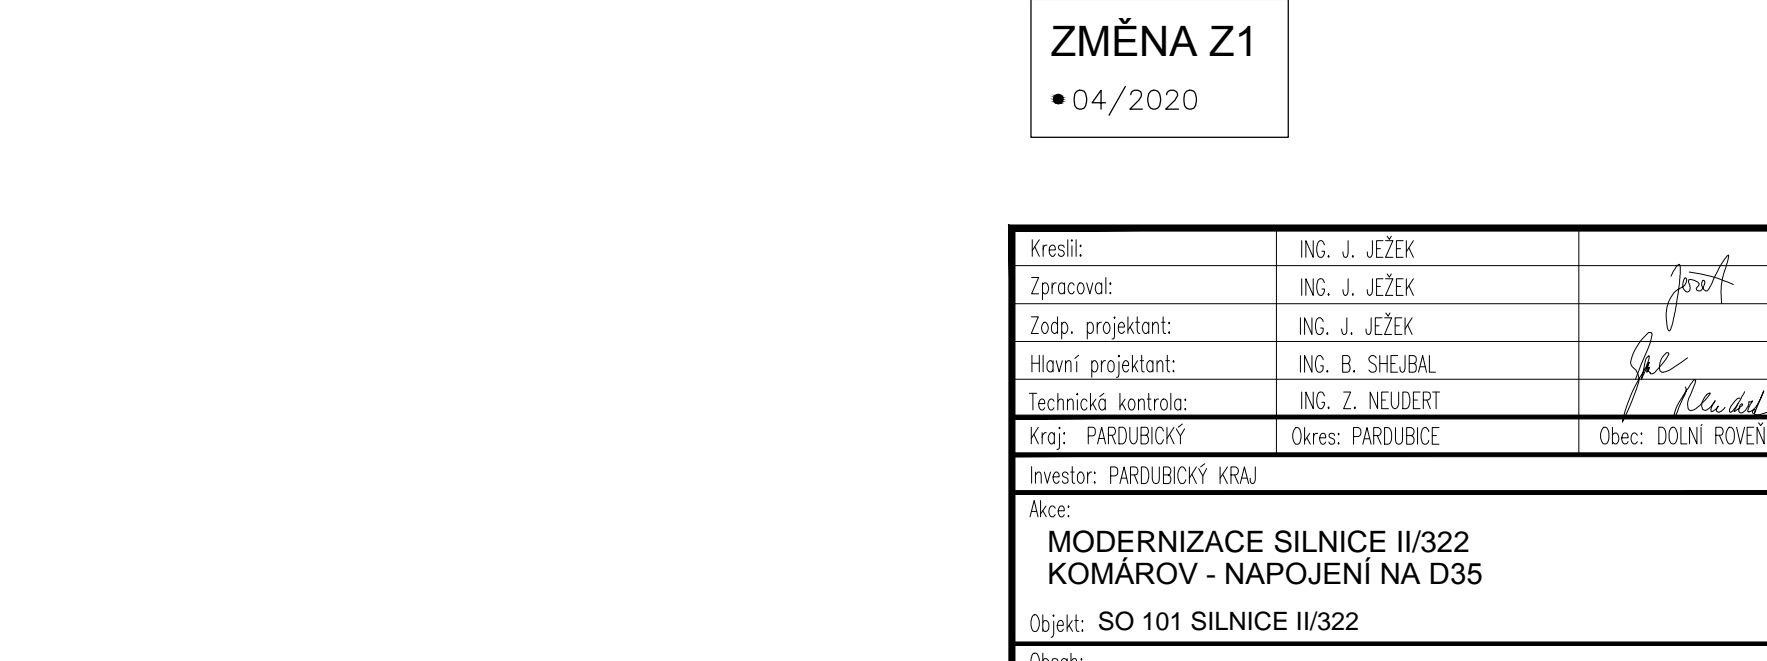 ZMĚNA Z1
04/2020
Kreslil: ING. J. JEŽEK
Zpracoval: ING. J. JEŽEK
Zodp. projektant: ING. J. JEŽEK
Hlavní projektant: ING. B. SHEJBAL
Technická kontrola: ING. Z. NEUDERT
Kraj: PARDUBICKÝ Okres: PARDUBICE Obec: DOLNÍ ROVEŇ
Investor: PARDUBICKÝ KRAJ
Akce:
MODERNIZACE SILNICE II/322
KOMÁROV - NAPOJENÍ NA D35
Objekt: SO 101 SILNICE II/322